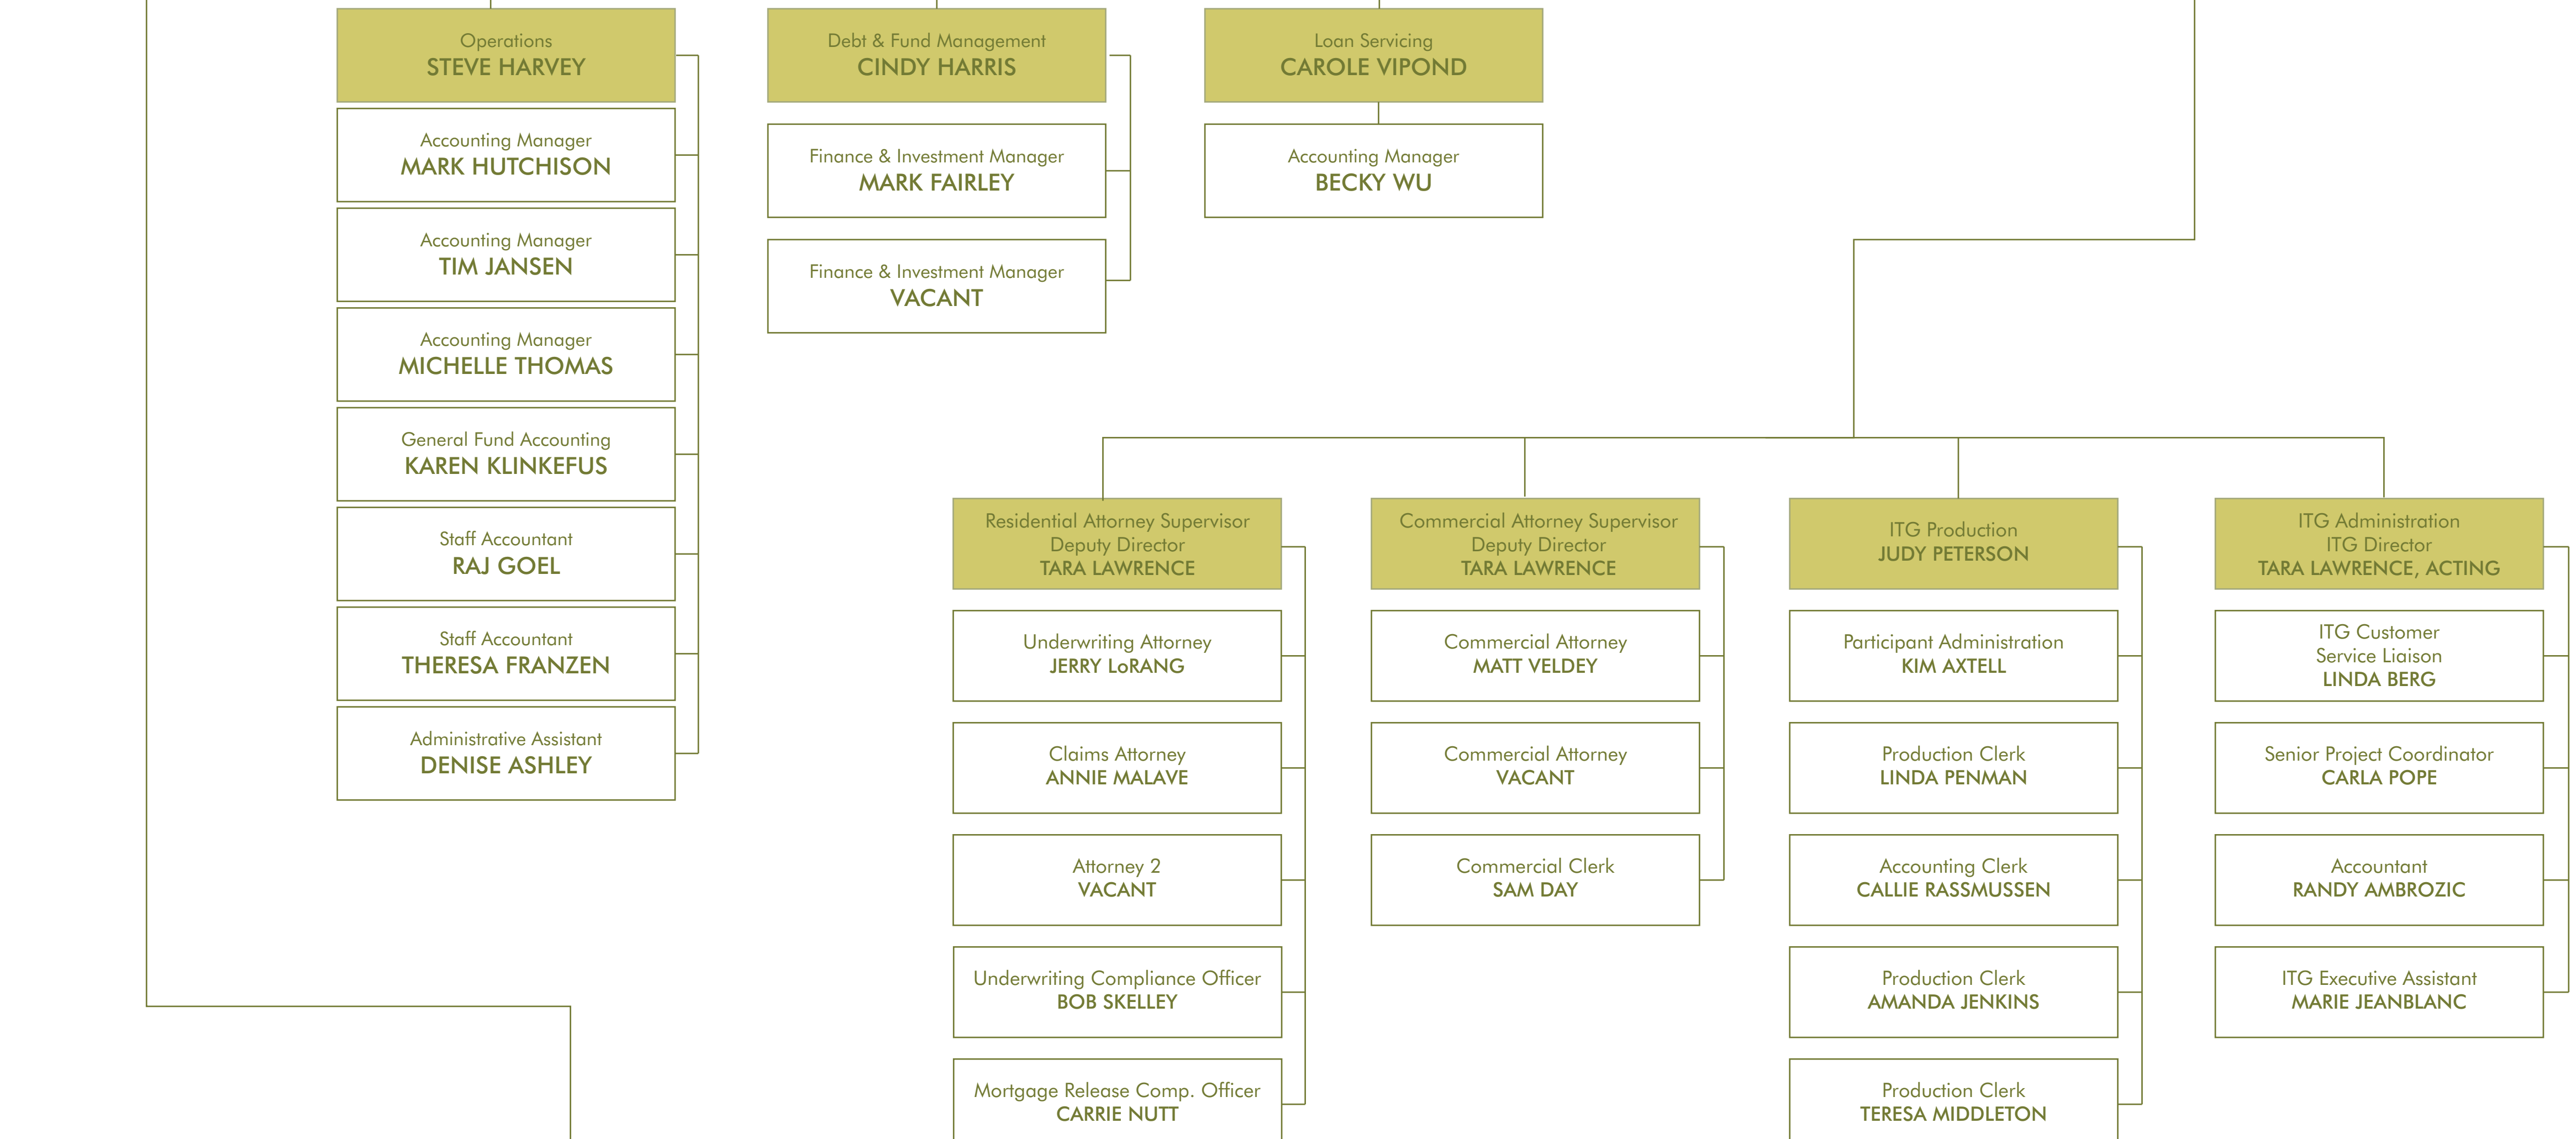 Operations
STEVE HARVEY
Accounting Manager
MARK HUTCHISON
Accounting Manager
TIM JANSEN
Accounting Manager
MICHELLE THOMAS
General Fund Accounting
KAREN KLINKEFUS
Staff Accountant
RAJ GOEL
Staff Accountant
THERESA FRANZEN
Administrative Assistant
DENISE ASHLEY
Debt & Fund Management
CINDY HARRIS
Finance & Investment Manager
MARK FAIRLEY
Finance & Investment Manager
VACANT
Loan Servicing
CAROLE VIPOND
Accounting Manager
BECKY WU
Residential Attorney Supervisor
Deputy Director
TARA LAWRENCE
Underwriting Attorney
JERRY LoRANG
Claims Attorney
ANNIE MALAVE
Attorney 2
VACANT
Underwriting Compliance Officer
BOB SKELLEY
Mortgage Release Comp. Officer
CARRIE NUTT
Commercial Attorney Supervisor
Deputy Director
TARA LAWRENCE
Commercial Attorney
MATT VELDEY
Commercial Attorney
VACANT
Commercial Clerk
SAM DAY
ITG Production
JUDY PETERSON
Participant Administration
KIM AXTELL
Production Clerk
LINDA PENMAN
Accounting Clerk
CALLIE RASSMUSSEN
Production Clerk
AMANDA JENKINS
Production Clerk
TERESA MIDDLETON
ITG Administration
ITG Director
TARA LAWRENCE, ACTING
ITG Customer
Service Liaison
LINDA BERG
Senior Project Coordinator
CARLA POPE
Accountant
RANDY AMBROZIC
ITG Executive Assistant
MARIE JEANBLANC